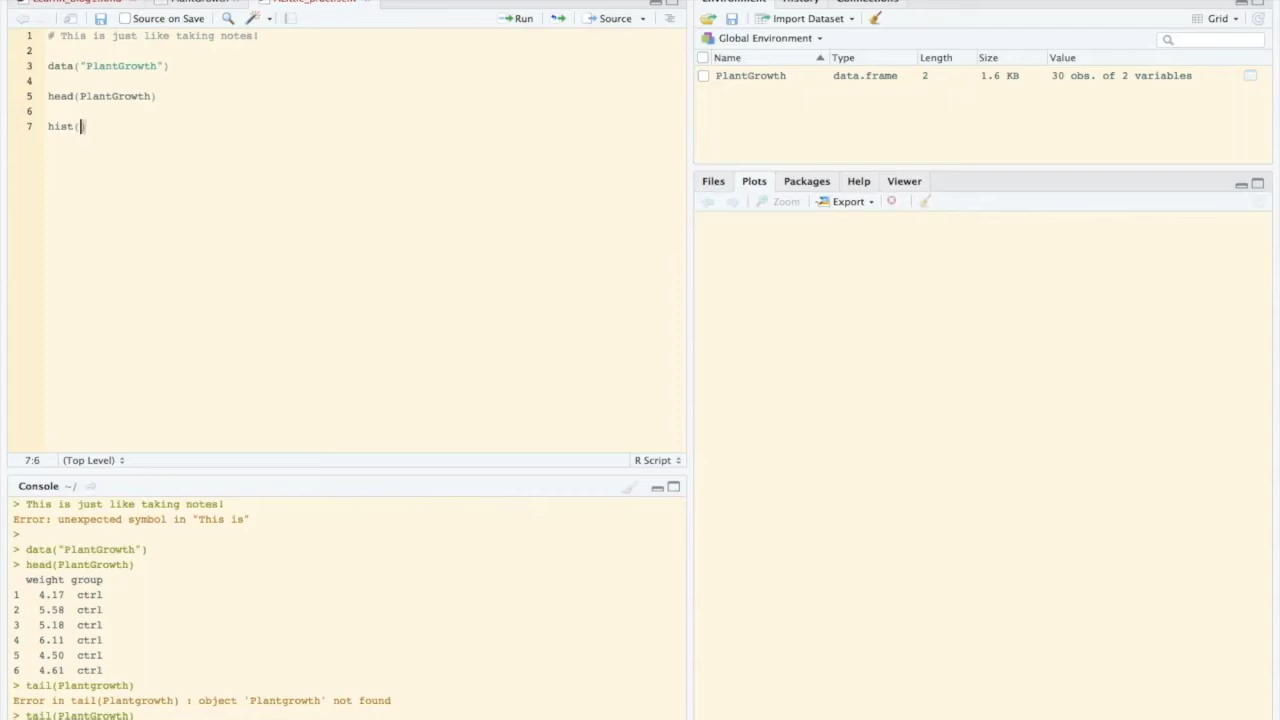 Source on Save
Run
Source
1 # This is just like taking notes!
2
3 data("PlantGrowth")
4
5 head(PlantGrowth)
6
7 hist()
7:6 (Top Level) R Script
Console ~/
> This is just like taking notes!
Error: unexpected symbol in "This is"
>
> data("PlantGrowth")
> head(PlantGrowth)
weight group
1 4.17 ctrl
2 5.58 ctrl
3 5.18 ctrl
4 6.11 ctrl
5 4.50 ctrl
6 4.61 ctrl
> tail(Plantgrowth)
Error in tail(Plantgrowth) : object 'Plantgrowth' not found
> tail(PlantGrowth)
Environment History Connections
Import Dataset Grid
Global Environment
Name Type Length Size Value
PlantGrowth data.frame 2 1.6 KB 30 obs. of 2 variables
Files Plots Packages Help Viewer
Zoom Export